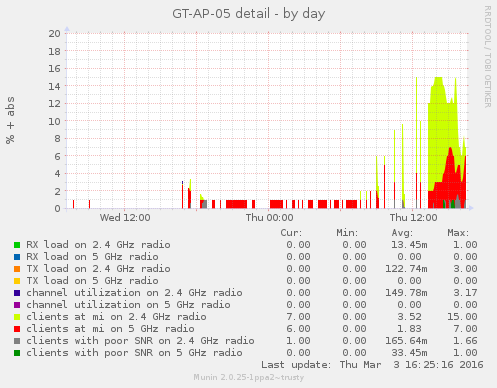 GT-AP-05 detail - by day
RRDTOOL / TOBI OETIKER
% + abs
20
18
16
14
12
10
8
6
4
2
0
Wed 12:00 Thu 00:00 Thu 12:00
Cur: Min: Avg: Max:
RX load on 2.4 GHz radio 0.00 0.00 13.45m 1.00
RX load on 5 GHz radio 0.00 0.00 0.00 0.00
TX load on 2.4 GHz radio 0.00 0.00 122.74m 3.00
TX load on 5 GHz radio 0.00 0.00 0.00 0.00
channel utilization on 2.4 GHz radio 0.00 0.00 149.78m 3.17
channel utilization on 5 GHz radio 0.00 0.00 0.00 0.00
clients at mi on 2.4 GHz radio 7.00 0.00 3.52 15.00
clients at mi on 5 GHz radio 6.00 0.00 1.83 7.00
clients with poor SNR on 2.4 GHz radio 1.00 0.00 165.64m 1.66
clients with poor SNR on 5 GHz radio 0.00 0.00 33.45m 1.00
Last update: Thu Mar 3 16:25:16 2016
Munin 2.0.25-1ppa2~trusty